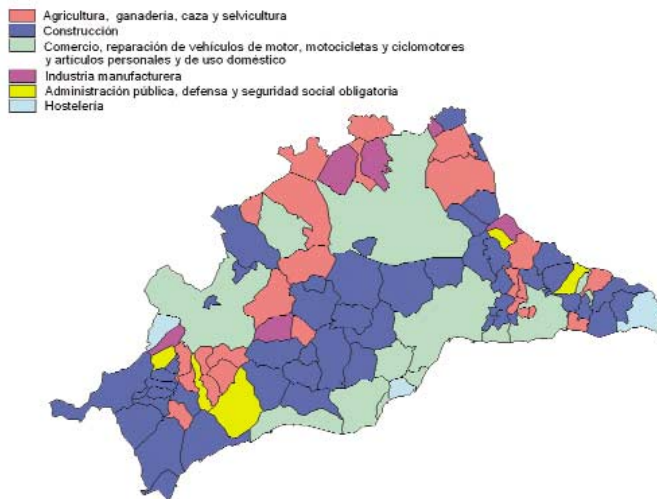 Agricultura, ganadería, caza y selvicultura
Construcción
Comercio, reparación de vehículos de motor, motocicletas y ciclomotores
y artículos personales y de uso doméstico
Industria manufacturera
Administración pública, defensa y seguridad social obligatoria
Hostelería